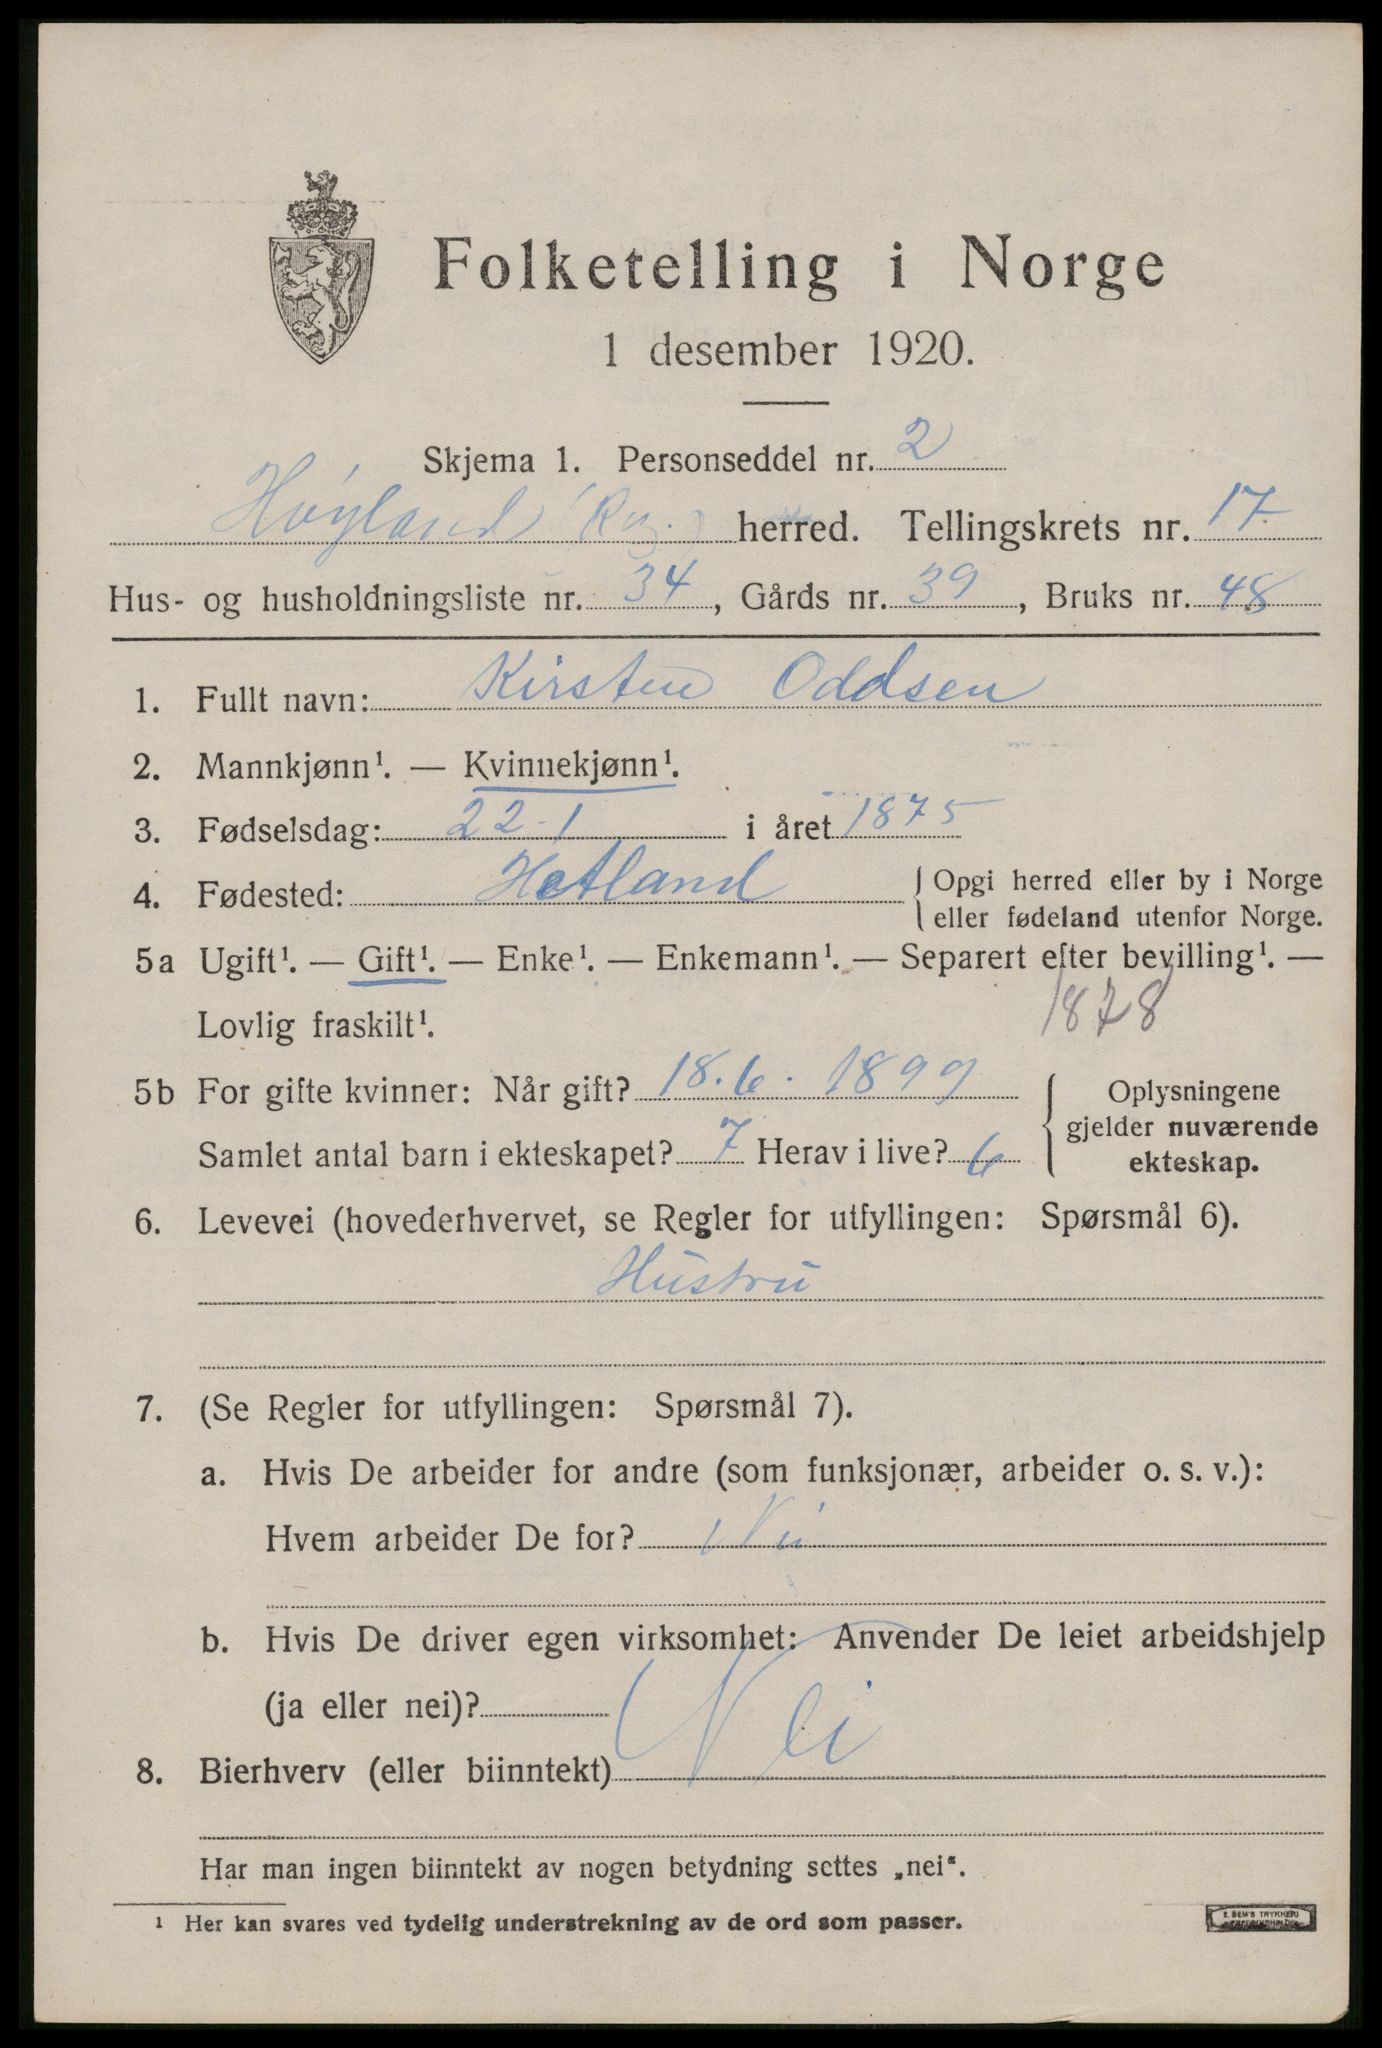 Folketelling i Norge
1 desember 1920.
Skjema 1. Personseddel nr. 2
Høyland herred. Tellingskrets nr. 17
Hus- og husholdningsliste nr. 34, Gårds nr. 39, Bruks nr. 48
1. Fullt navn: Kirsten Oddsen
2. Mannkjønn¹. — Kvinnekjønn¹.
3. Fødselsdag: 22-1 i året 1875
4. Fødested: Hetland { Opgi herred eller by i Norge
eller fødeland utenfor Norge.
5a Ugift¹. — Gift¹. — Enke¹. — Enkemann¹. — Separert efter bevilling¹. —
Lovlig fraskilt¹. 1878
5b For gifte kvinner: Når gift? 18.6. 1899
Samlet antal barn i ekteskapet? 7 Herav i live? 6
{ Oplysningene
gjelder nuværende
ekteskap.
6. Levevei (hovederhvervet, se Regler for utfyllingen: Spørsmål 6).
Hustru
7. (Se Regler for utfyllingen: Spørsmål 7).
a. Hvis De arbeider for andre (som funksjonær, arbeider o. s. v.):
Hvem arbeider De for? Nei
b. Hvis De driver egen virksomhet: Anvender De leiet arbeidshjelp
(ja eller nei)?
Nei
8. Bierhverv (eller biinntekt)
Har man ingen biinntekt av nogen betydning settes „nei“.
¹ Her kan svares ved tydelig understrekning av de ord som passer.
E. SEM'S TRYKKERI
FREDRIKSHALD